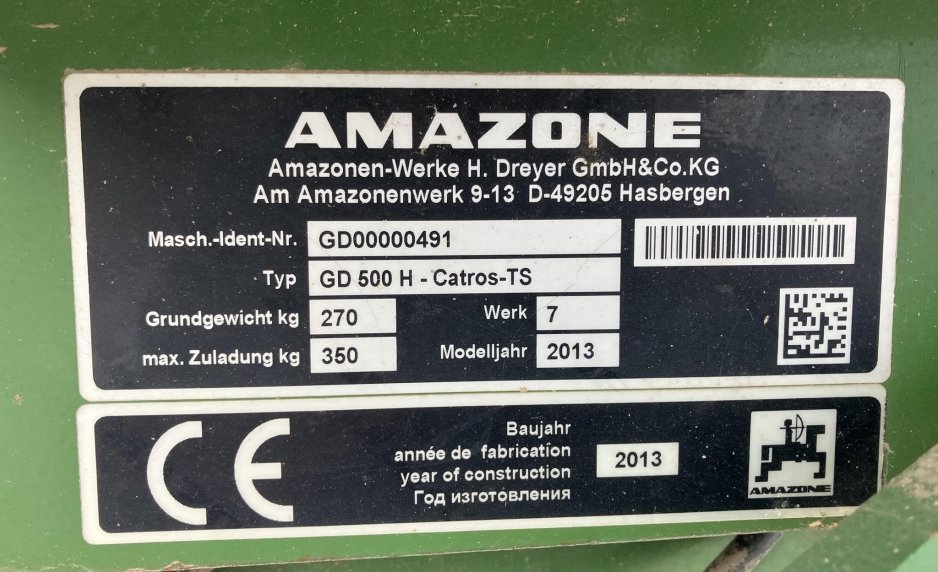 AMAZONE
Amazonen-Werke H. Dreyer GmbH&Co.KG
Am Amazonenwerk 9-13 D-49205 Hasbergen
Masch.-Ident-Nr. GD00000491
Typ GD 500 H - Catros-TS
Grundgewicht kg 270 Werk 7
max. Zuladung kg 350 Modelljahr 2013
CE
Baujahr
année de fabrication
year of construction
Год изготовления
2013
AMAZONE